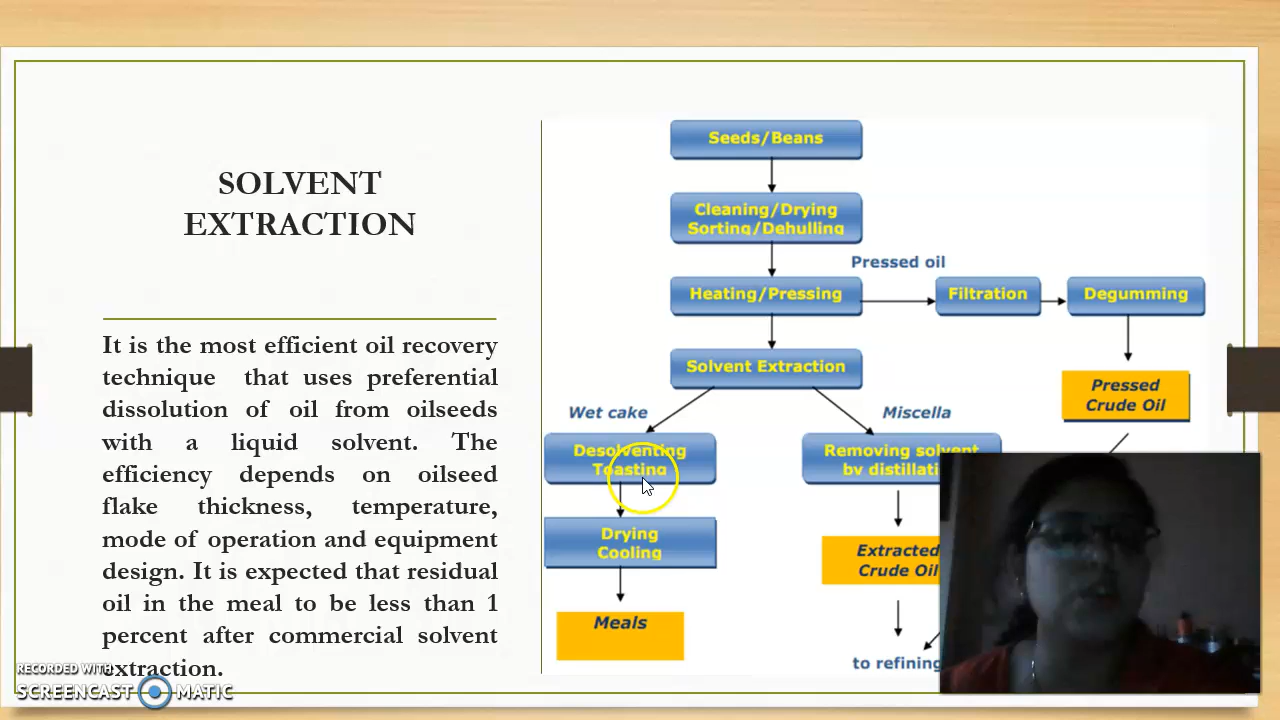 SOLVENT
EXTRACTION
It is the most efficient oil recovery
technique that uses preferential
dissolution of oil from oilseeds
with a liquid solvent. The
efficiency depends on oilseed
flake thickness, temperature,
mode of operation and equipment
design. It is expected that residual
oil in the meal to be less than 1
percent after commercial solvent
extraction.
Seeds/Beans
Cleaning/Drying
Sorting/Dehulling
Pressed oil
Heating/Pressing
Filtration
Degumming
Solvent Extraction
Pressed
Crude Oil
Wet cake
Miscella
Desolventing
Toasting
Removing solvent
by distillati
Drying
Cooling
Extracted
Crude Oil
Meals
to refining
RECORDED WITH
SCREENCAST MATIC